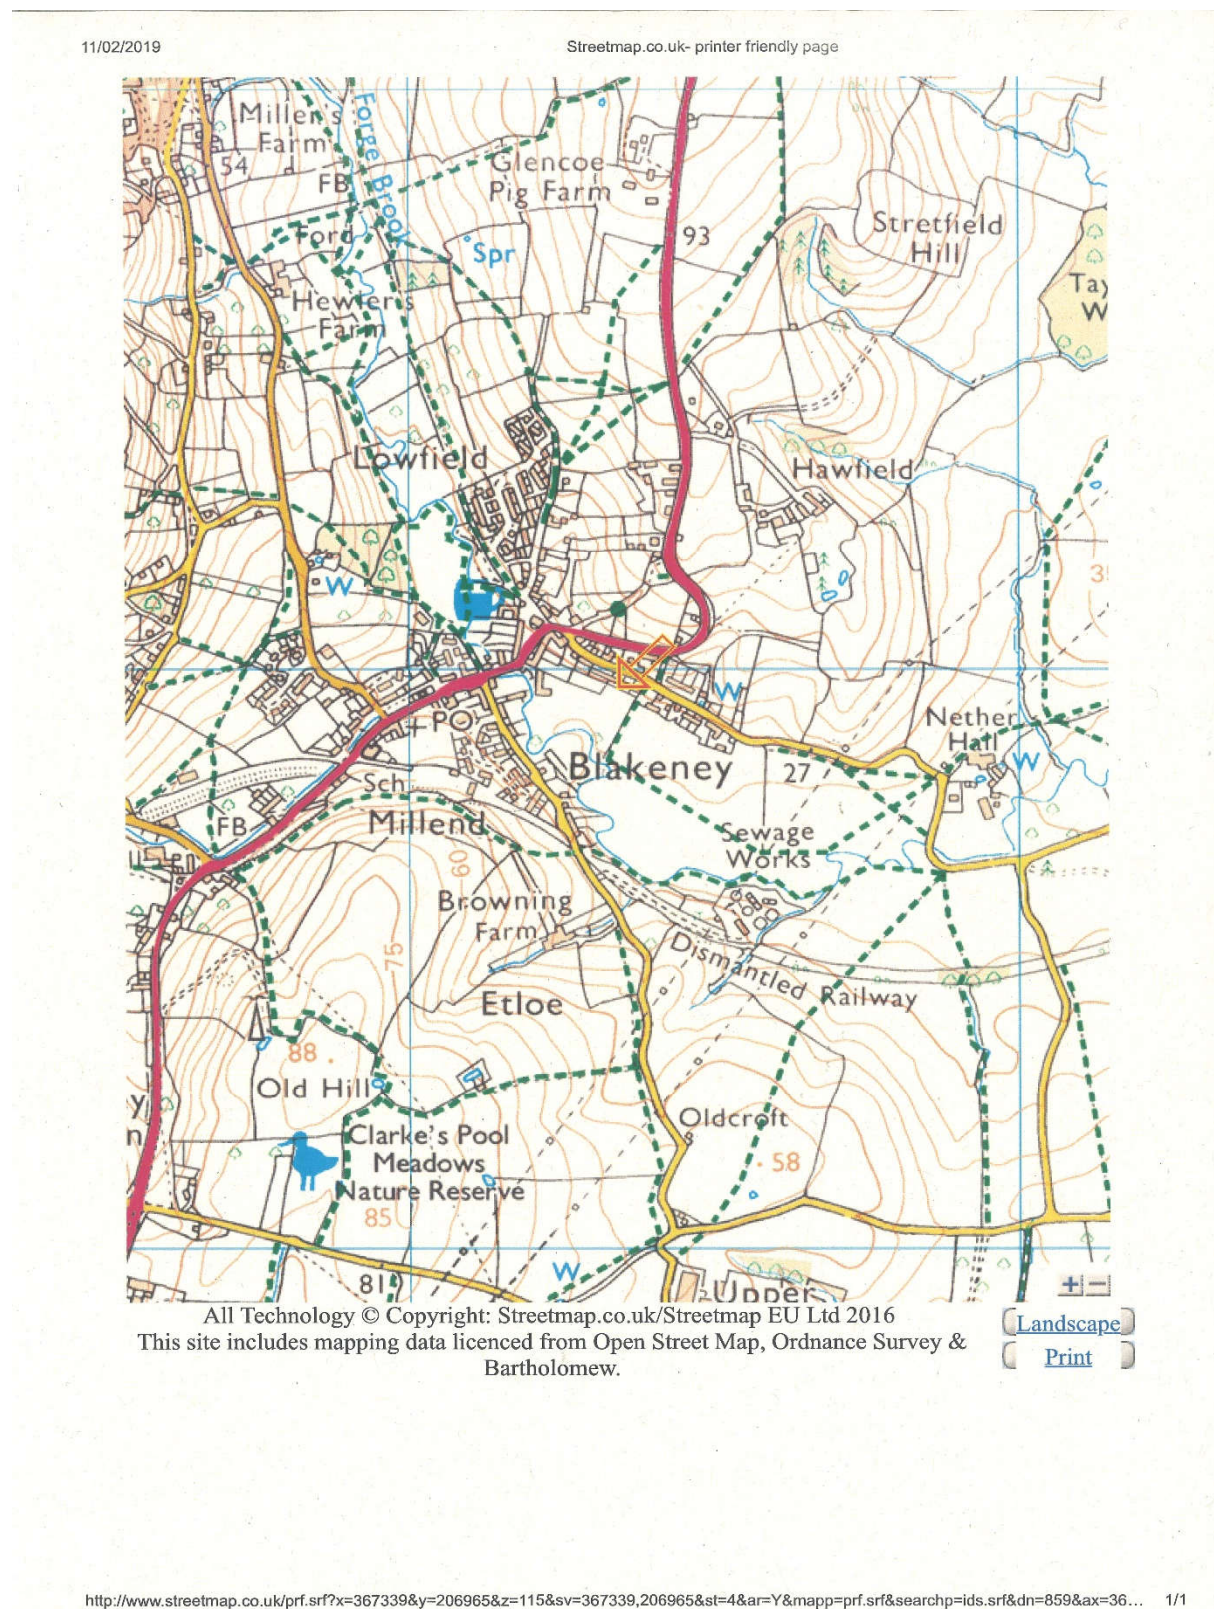 11/02/2019
Streetmap.co.uk- printer friendly page
Miller's
Farm
54
FB
Forge Brook
Glencoe
Pig Farm
Ford
Spr
93
Stretfield
Hill
Hewler's
Farm
Lowfield
Hawfield
W
W
PO
Blakeney
Nether
Hall
W
27
Sch
FB
Millend
Sewage
Works
60
Browning
Farm
75
Dismantled Railway
Etloe
88
Old Hill
Oldcroft
58
Clarke's Pool
Meadows
Nature Reserve
85
W
81
Upper
+ −
All Technology © Copyright: Streetmap.co.uk/Streetmap EU Ltd 2016
This site includes mapping data licenced from Open Street Map, Ordnance Survey &
Bartholomew.
Landscape
Print
http://www.streetmap.co.uk/prf.srf?x=367339&y=206965&z=115&sv=367339,206965&st=4&ar=Y&mapp=prf.srf&searchp=ids.srf&dn=859&ax=36... 1/1